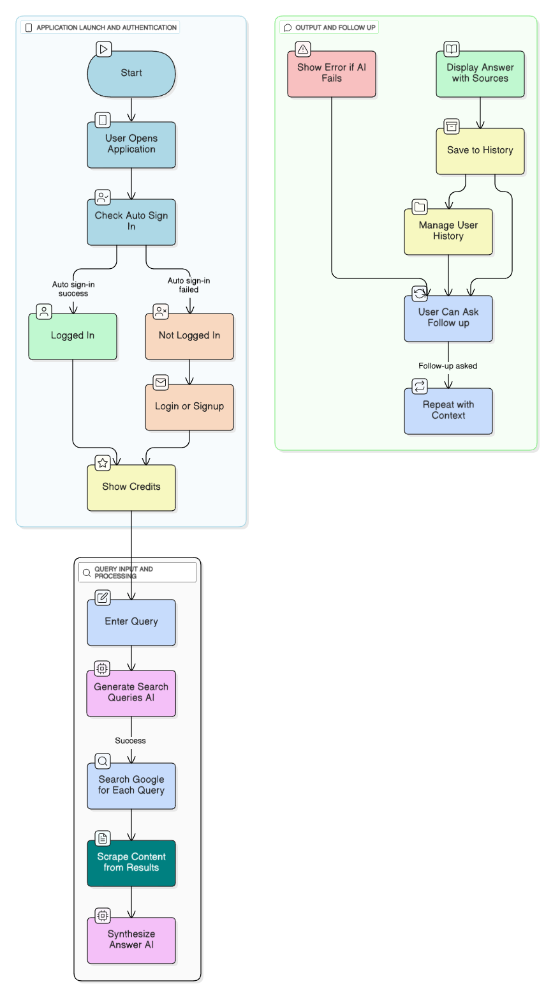 APPLICATION LAUNCH AND AUTHENTICATION
Start
User Opens
Application
Check Auto Sign
In
Auto sign-in
success
Auto sign-in
failed
Logged In
Not Logged In
Login or Signup
Show Credits
QUERY INPUT AND
PROCESSING
Enter Query
Generate Search
Queries AI
Success
Search Google
for Each Query
Scrape Content
from Results
Synthesize
Answer AI
OUTPUT AND FOLLOW UP
Show Error if AI
Fails
Display Answer
with Sources
Save to History
Manage User
History
User Can Ask
Follow up
Follow-up asked
Repeat with
Context